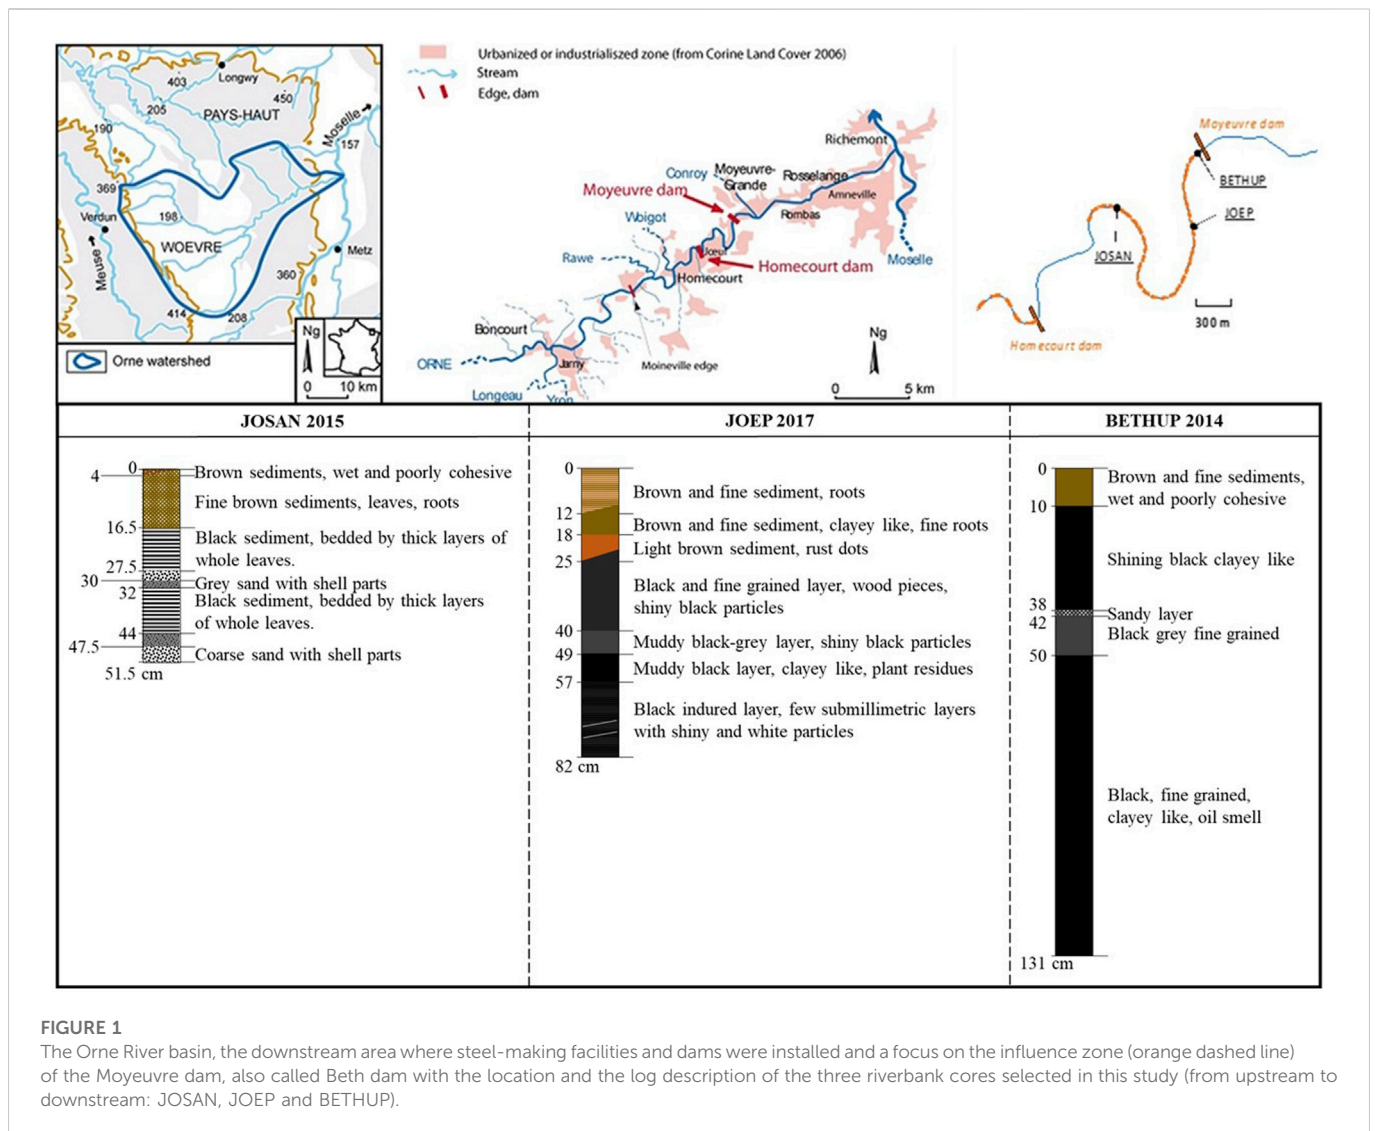 Longwy
403
450
205
PAYS-HAUT
Moselle
190
157
369
Verdun
198
WOEVRE
Metz
Meuse
360
414
208
Orne watershed
Ng
0 10 km
Urbanized or industrialiszed zone (from Corine Land Cover 2006)
Stream
Edge, dam
Richemont
Conroy
Moyeuvre-
Grande
Rosselange
Moyeuvre dam
Amneville
Rombas
Woigot
Rawe
Joeuf
Moselle
Homecourt dam
Homecourt
Boncourt
Ng
ORNE
Jarny
Moineville edge
Longeau
Yron
0 5 km
Moyeuvre dam
BETHUP
JOEP
JOSAN
300 m
Homecourt dam
JOSAN 2015
0
4
Brown sediments, wet and poorly cohesive
Fine brown sediments, leaves, roots
16.5
Black sediment, bedded by thick layers of
whole leaves.
27.5
30
Grey sand with shell parts
32
Black sediment, bedded by thick layers
of whole leaves.
44
47.5
Coarse sand with shell parts
51.5 cm
JOEP 2017
0
Brown and fine sediment, roots
12
Brown and fine sediment, clayey like, fine roots
18
Light brown sediment, rust dots
25
Black and fine grained layer, wood pieces,
shiny black particles
40
Muddy black-grey layer, shiny black particles
49
Muddy black layer, clayey like, plant residues
57
Black indured layer, few submillimetric layers
with shiny and white particles
82 cm
BETHUP 2014
0
Brown and fine sediments,
wet and poorly cohesive
10
Shining black clayey like
38
Sandy layer
42
Black grey fine grained
50
Black, fine grained,
clayey like, oil smell
131 cm
FIGURE 1
The Orne River basin, the downstream area where steel-making facilities and dams were installed and a focus on the influence zone (orange dashed line)
of the Moyeuvre dam, also called Beth dam with the location and the log description of the three riverbank cores selected in this study (from upstream to
downstream: JOSAN, JOEP and BETHUP).